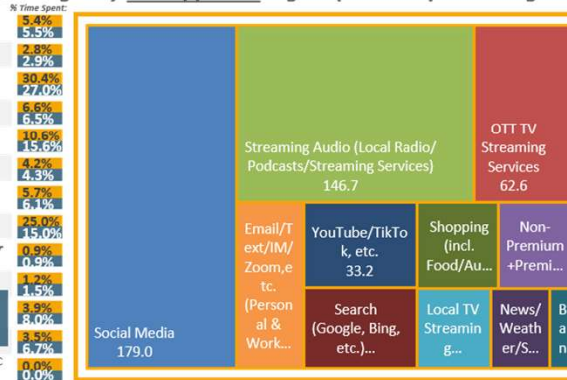 % Time Spent:
5.4%
5.5%
2.8%
2.9%
30.4%
27.0%
6.6%
6.5%
10.6%
15.6%
4.2%
4.3%
5.7%
6.1%
25.0%
15.0%
0.9%
0.9%
1.2%
1.5%
3.9%
8.0%
3.5%
6.7%
0.0%
0.0%
Social Media
179.0
Streaming Audio (Local Radio/
Podcasts/Streaming Services)
146.7
OTT TV
Streaming
Services
62.6
Email/T
ext/IM/
Zoom,e
tc.
(Person
al &
Work...
YouTube/TikTo
k, etc.
33.2
Shopping
(incl.
Food/Au...
Non-
Premium
+Premi...
Search
(Google, Bing,
etc.)...
Local TV
Streamin
g...
News/
Weath
er/S...
B
a
n